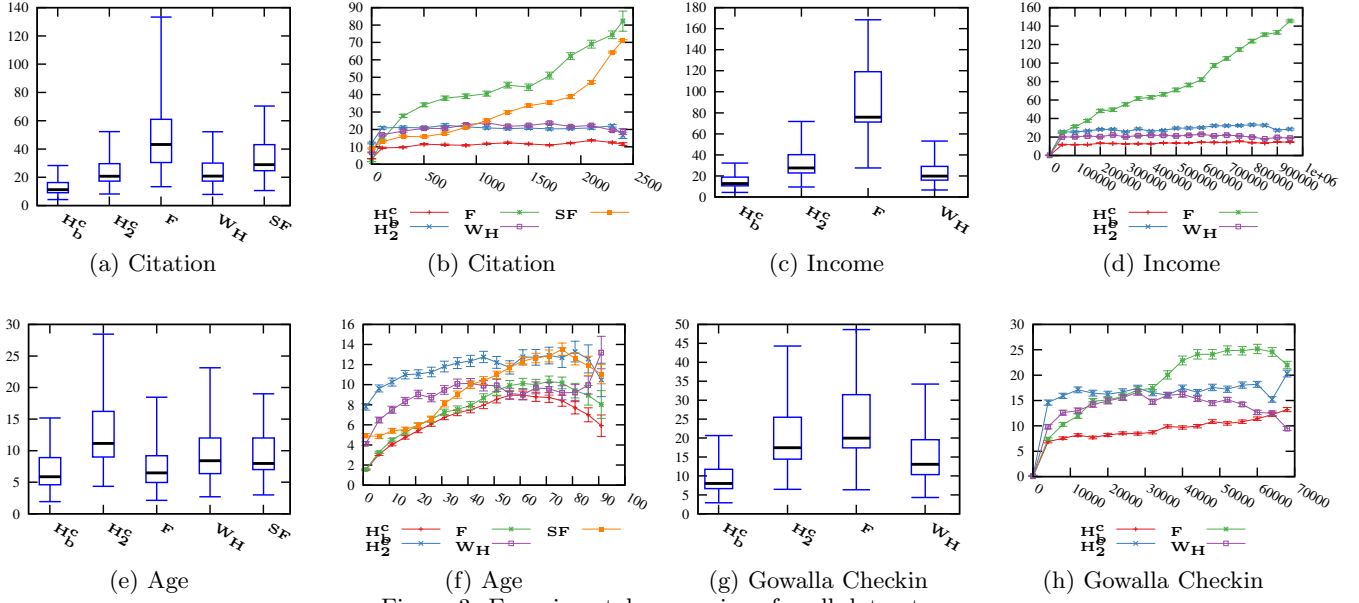 140
120
100
80
60
40
20
0
H_b^c
H_2^c
F
W_H
SF
(a) Citation
90
80
70
60
50
40
30
20
10
0
0 500 1000 1500 2000 2500
H_b^c F SF
H_2^c W_H
(b) Citation
180
160
140
120
100
80
60
40
20
0
H_b^c
H_2^c
F
W_H
(c) Income
160
140
120
100
80
60
40
20
0
0 100000 200000 300000 400000 500000 600000 700000 800000 900000 1e+06
H_b^c F
H_2^c W_H
(d) Income
30
25
20
15
10
5
0
H_b^c
H_2^c
F
W_H
SF
(e) Age
16
14
12
10
8
6
4
2
0
0 10 20 30 40 50 60 70 80 90 100
H_b^c F SF
H_2^c W_H
(f) Age
50
45
40
35
30
25
20
15
10
5
0
H_b^c
H_2^c
F
W_H
(g) Gowalla Checkin
30
25
20
15
10
5
0
0 10000 20000 30000 40000 50000 60000 70000
H_b^c F
H_2^c W_H
(h) Gowalla Checkin
Figure 3: Experimental comparison